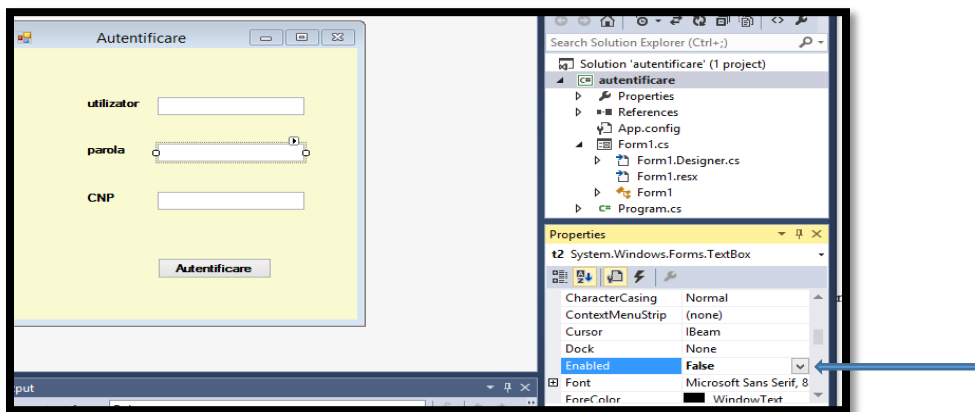 Autentificare
utilizator
parola
CNP
Autentificare
Search Solution Explorer (Ctrl+;)
Solution 'autentificare' (1 project)
C# autentificare
Properties
References
App.config
Form1.cs
Form1.Designer.cs
Form1.resx
Form1
C# Program.cs
Properties
t2 System.Windows.Forms.TextBox
CharacterCasing Normal
ContextMenuStrip (none)
Cursor IBeam
Dock None
Enabled False
Font Microsoft Sans Serif, 8
ForeColor WindowText